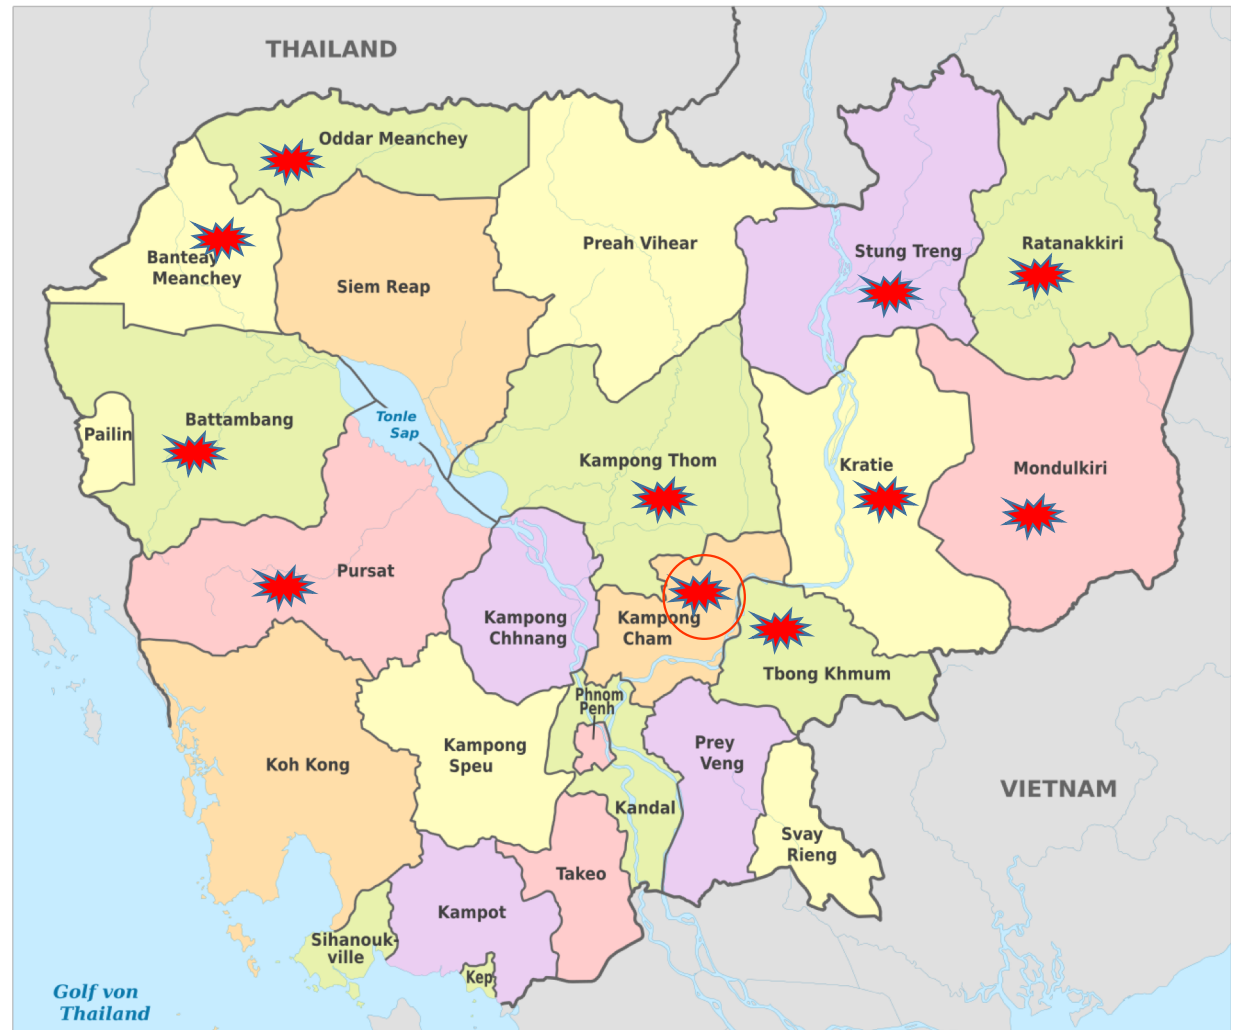 THAILAND
Oddar Meanchey
Banteay
Meanchey
Siem Reap
Preah Vihear
Stung Treng
Ratanakkiri
Battambang
Pailin
Tonle
Sap
Kampong Thom
Kratie
Mondulkiri
Pursat
Kampong
Chhnang
Kampong
Cham
Tbong Khmum
Phnom
Penh
Kampong
Speu
Koh Kong
Prey
Veng
Kandal
VIETNAM
Svay
Rieng
Takeo
Kampot
Sihanouk-
ville
Kep
Golf von
Thailand